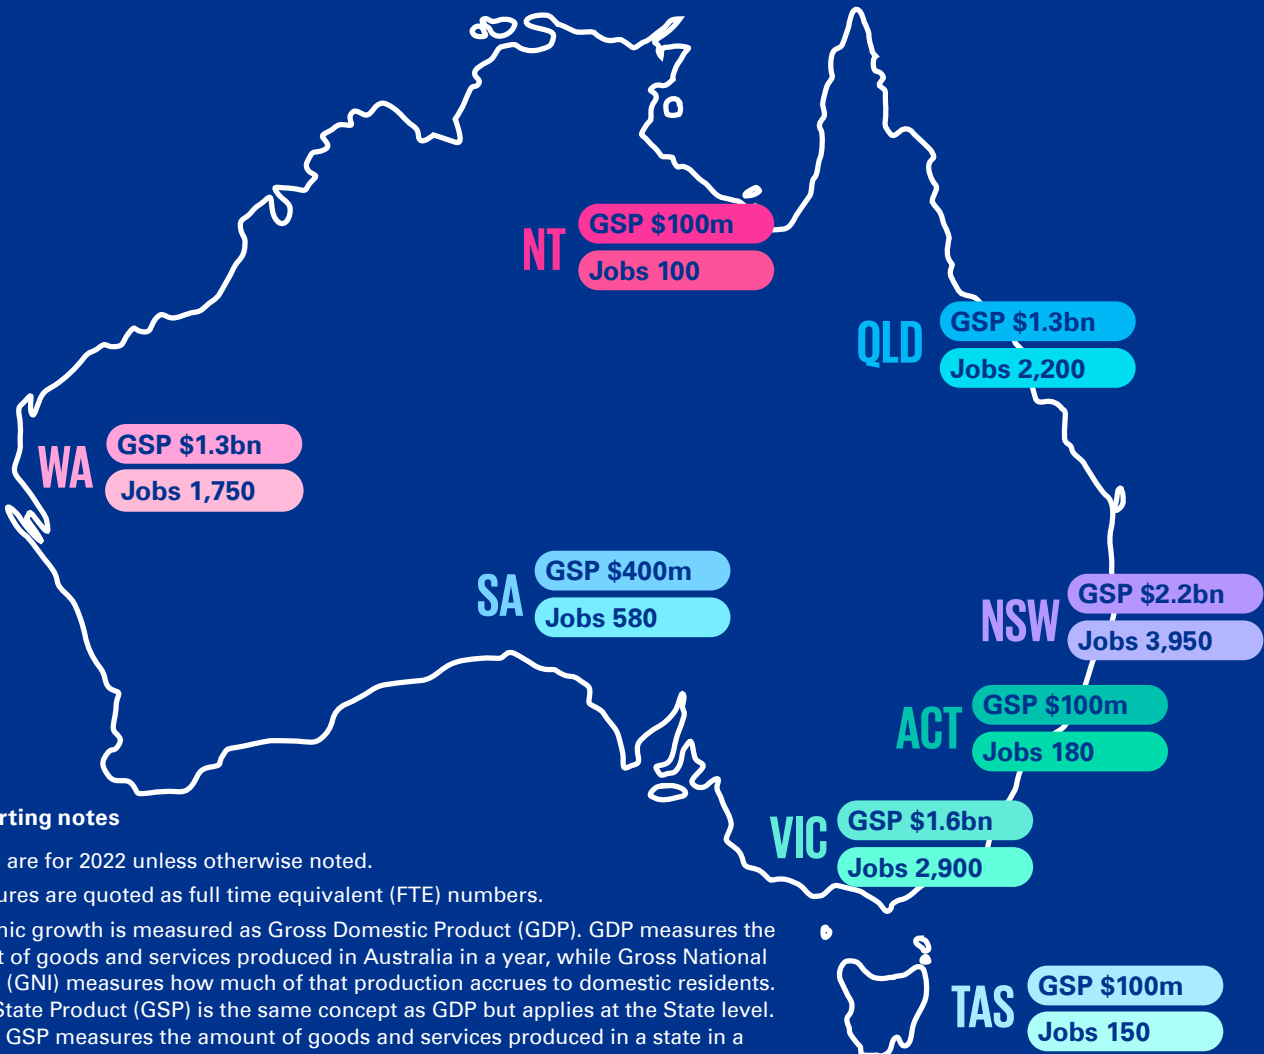 NT
GSP $100m
Jobs 100
QLD
GSP $1.3bn
Jobs 2,200
WA
GSP $1.3bn
Jobs 1,750
SA
GSP $400m
Jobs 580
NSW
GSP $2.2bn
Jobs 3,950
ACT
GSP $100m
Jobs 180
VIC
GSP $1.6bn
Jobs 2,900
TAS
GSP $100m
Jobs 150
rting notes
are for 2022 unless otherwise noted.
ures are quoted as full time equivalent (FTE) numbers.
nic growth is measured as Gross Domestic Product (GDP). GDP measures the
t of goods and services produced in Australia in a year, while Gross National
(GNI) measures how much of that production accrues to domestic residents.
State Product (GSP) is the same concept as GDP but applies at the State level.
GSP measures the amount of goods and services produced in a state in a